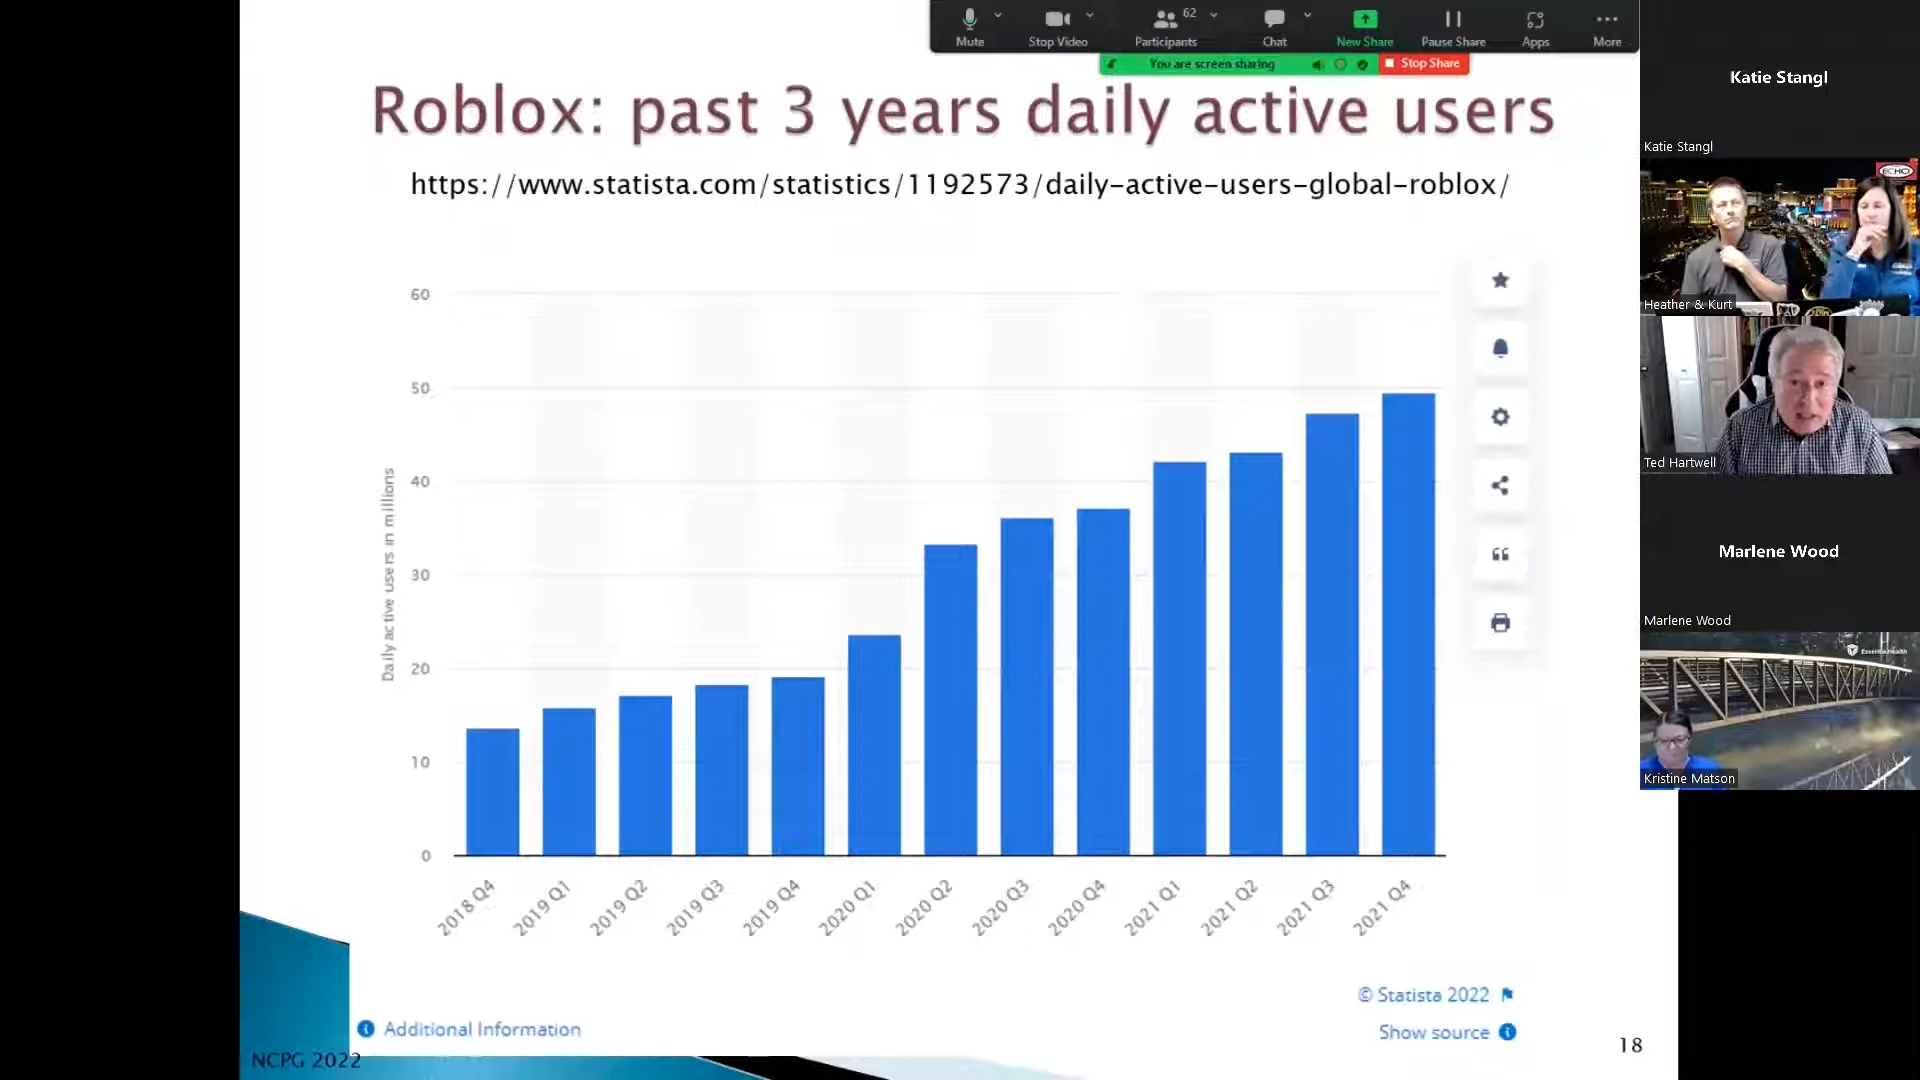 Mute
Stop Video
62
Participants
Chat
New Share
Pause Share
Apps
More
You are screen sharing
Stop Share
Roblox: past 3 years daily active users
https://www.statista.com/statistics/1192573/daily-active-users-global-roblox/
Daily active users in millions
60
50
40
30
20
10
0
2018 Q4
2019 Q1
2019 Q2
2019 Q3
2019 Q4
2020 Q1
2020 Q2
2020 Q3
2020 Q4
2021 Q1
2021 Q2
2021 Q3
2021 Q4
© Statista 2022
Additional Information
Show source
NCPG 2022
18
Katie Stangl
Katie Stangl
ECHO
Heather & Kurt
Ted Hartwell
Marlene Wood
Marlene Wood
Essentia Health
Kristine Matson